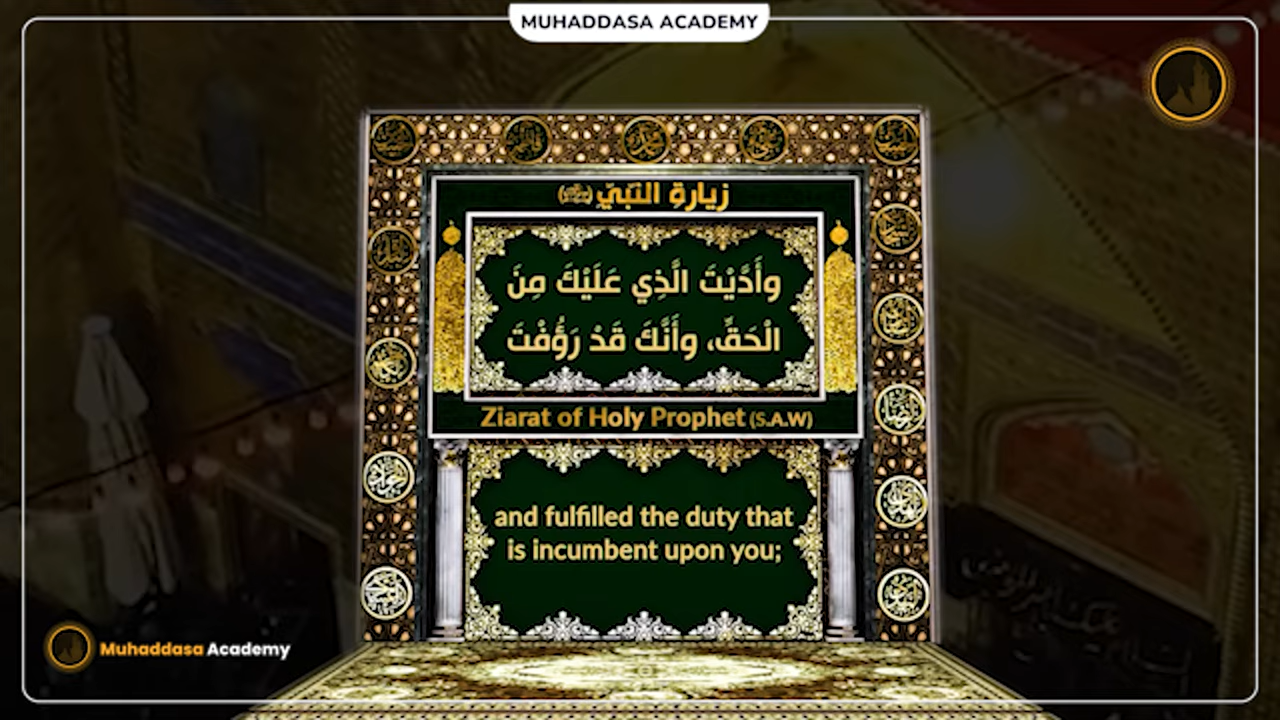 MUHADDASA ACADEMY
زيارة النبيّ
وأَدَّيْتَ الَّذِي عَلَيْكَ مِنَ
الْحَقِّ، وأَنَّكَ قَدْ رَؤُفْتَ
Ziarat of Holy Prophet (S.A.W)
and fulfilled the duty that
is incumbent upon you;
Muhaddasa Academy